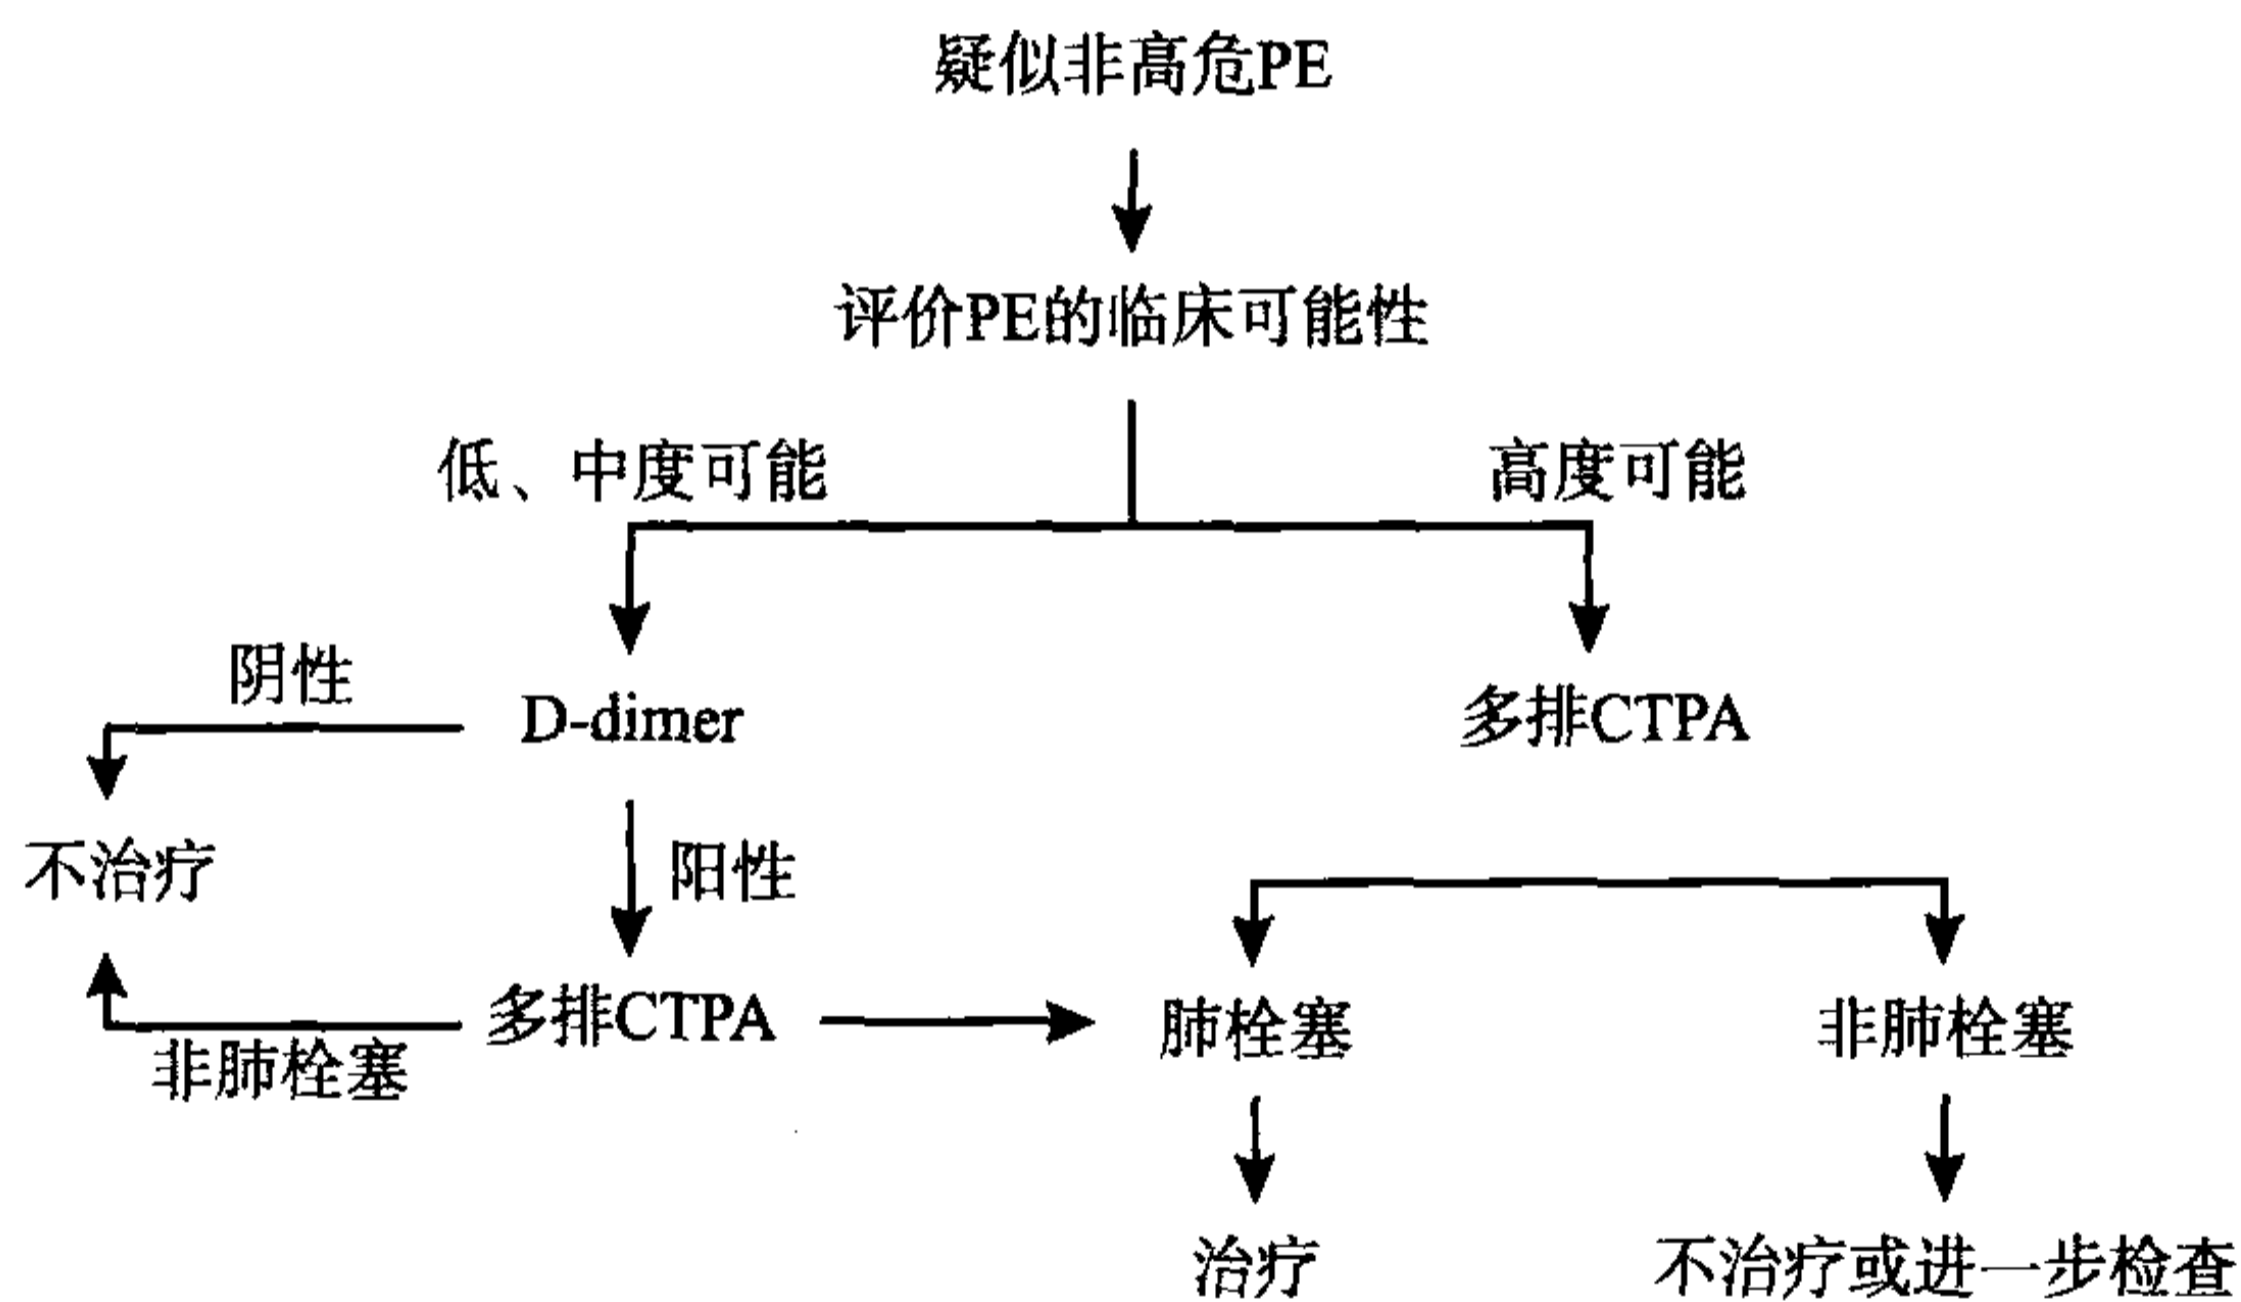 疑似非高危PE
评价PE的临床可能性
低、中度可能
高度可能
阴性
D-dimer
多排CTPA
不治疗
阳性
多排CTPA
肺栓塞
非肺栓塞
非肺栓塞
治疗
不治疗或进一步检查